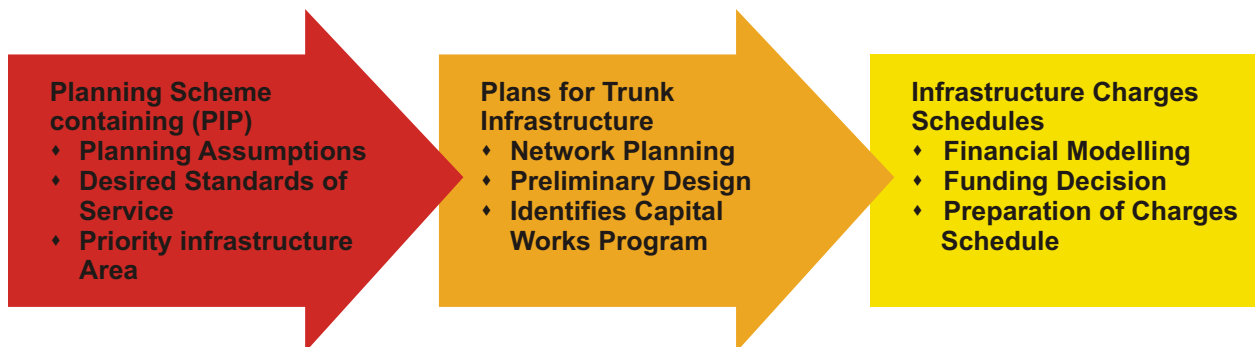 Planning Scheme
containing (PIP)
⬧ Planning Assumptions
⬧ Desired Standards of
Service
⬧ Priority infrastructure
Area
Plans for Trunk
Infrastructure
⬧ Network Planning
⬧ Preliminary Design
⬧ Identifies Capital
Works Program
Infrastructure Charges
Schedules
⬧ Financial Modelling
⬧ Funding Decision
⬧ Preparation of Charges
Schedule